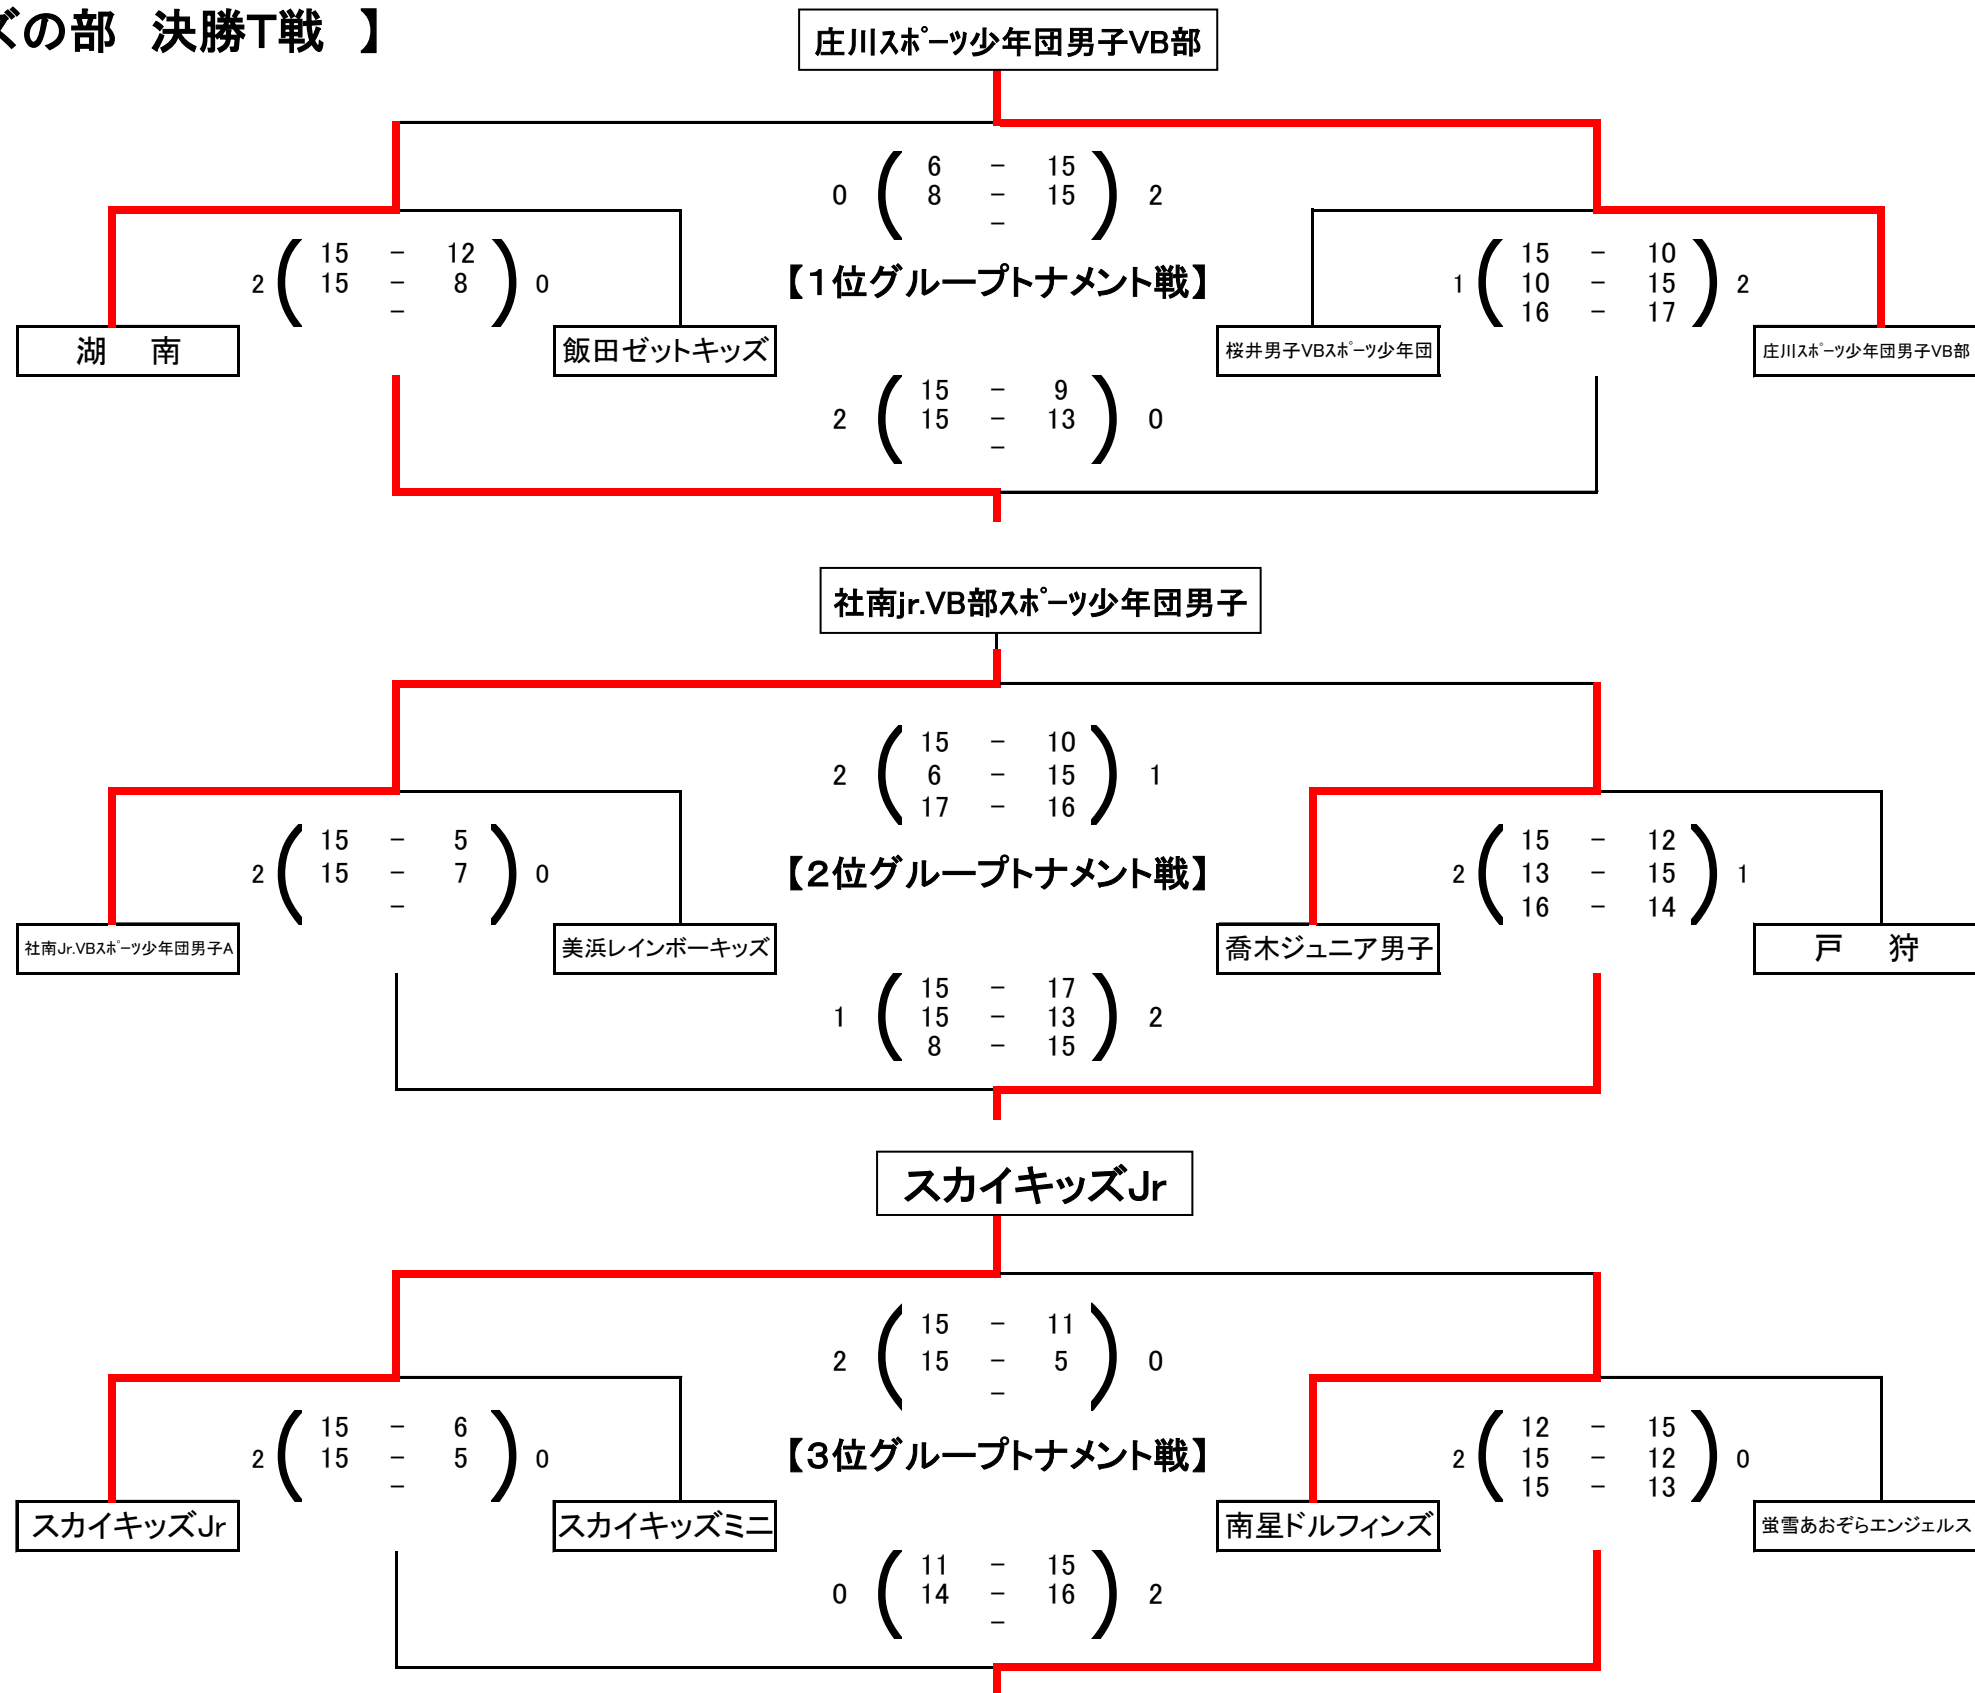 ズの部 決勝T戦 】
庄川スポーツ少年団男子VB部
6 - 15
0 ( 8 - 15 ) 2
-
15 - 12
2 ( 15 - 8 ) 0
-
【1位グループトナメント戦】
15 - 10
1 ( 10 - 15 ) 2
16 - 17
湖 南
飯田ゼットキッズ
桜井男子VBスポーツ少年団
庄川スポーツ少年団男子VB部
15 - 9
2 ( 15 - 13 ) 0
-
社南jr.VB部スポーツ少年団男子
15 - 10
2 ( 6 - 15 ) 1
17 - 16
15 - 5
2 ( 15 - 7 ) 0
-
【2位グループトナメント戦】
15 - 12
2 ( 13 - 15 ) 1
16 - 14
社南Jr.VBスポーツ少年団男子A
美浜レインボーキッズ
喬木ジュニア男子
戸 狩
15 - 17
1 ( 15 - 13 ) 2
8 - 15
スカイキッズJr
15 - 11
2 ( 15 - 5 ) 0
-
15 - 6
2 ( 15 - 5 ) 0
-
【3位グループトナメント戦】
12 - 15
2 ( 15 - 12 ) 0
15 - 13
スカイキッズJr
スカイキッズミニ
南星ドルフィンズ
蛍雪あおぞらエンジェルス
11 - 15
0 ( 14 - 16 ) 2
-